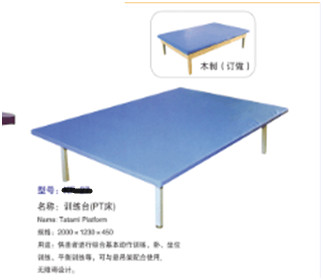 木制（订做）
型号：
名称：训练台(PT床)
Name: Tatami Platform
规格：2000×1230×450
用途：供患者进行综合基本动作训练，卧、坐位
训练，平衡训练等，可与悬吊架配合使用，
无障碍设计。